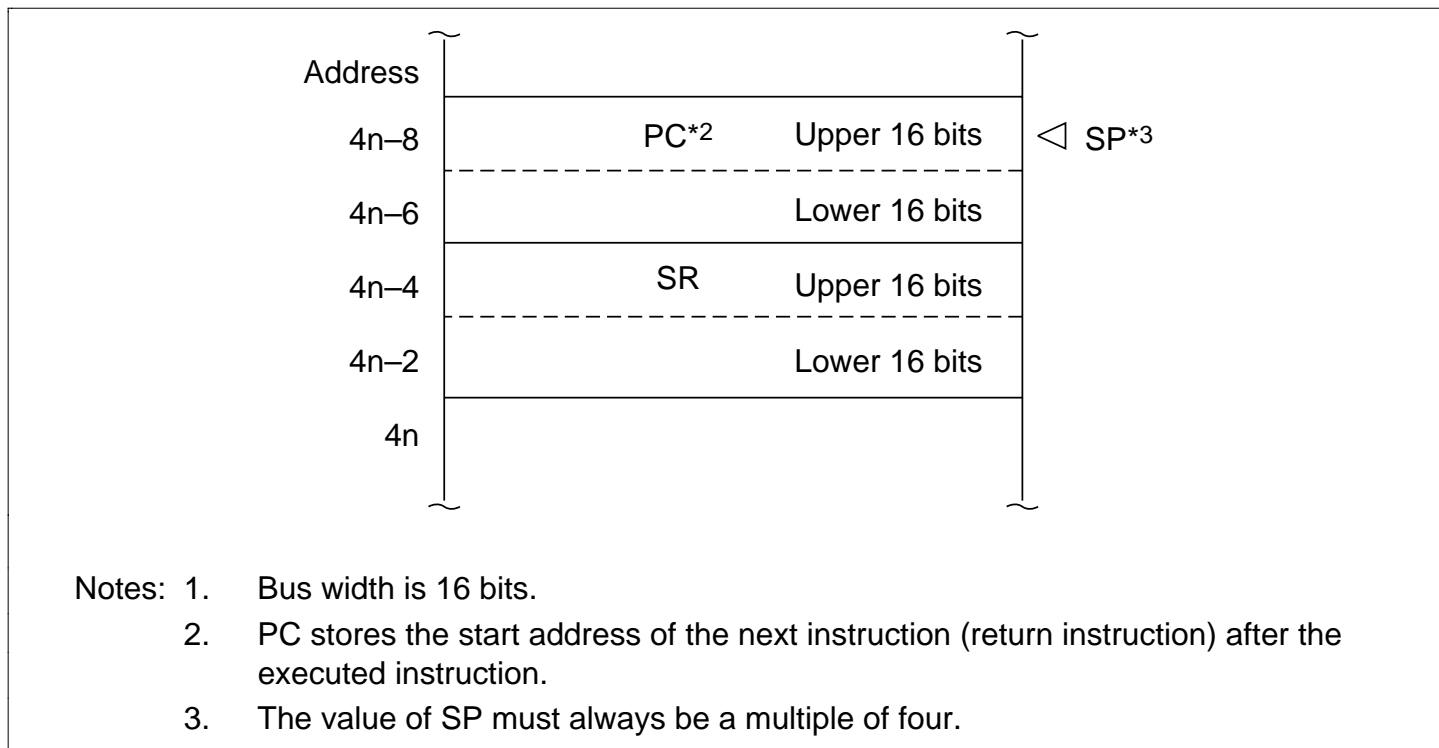 Address
4n–8 PC*2 Upper 16 bits ◁ SP*3
4n–6 Lower 16 bits
4n–4 SR Upper 16 bits
4n–2 Lower 16 bits
4n
Notes: 1. Bus width is 16 bits.
2. PC stores the start address of the next instruction (return instruction) after the
executed instruction.
3. The value of SP must always be a multiple of four.